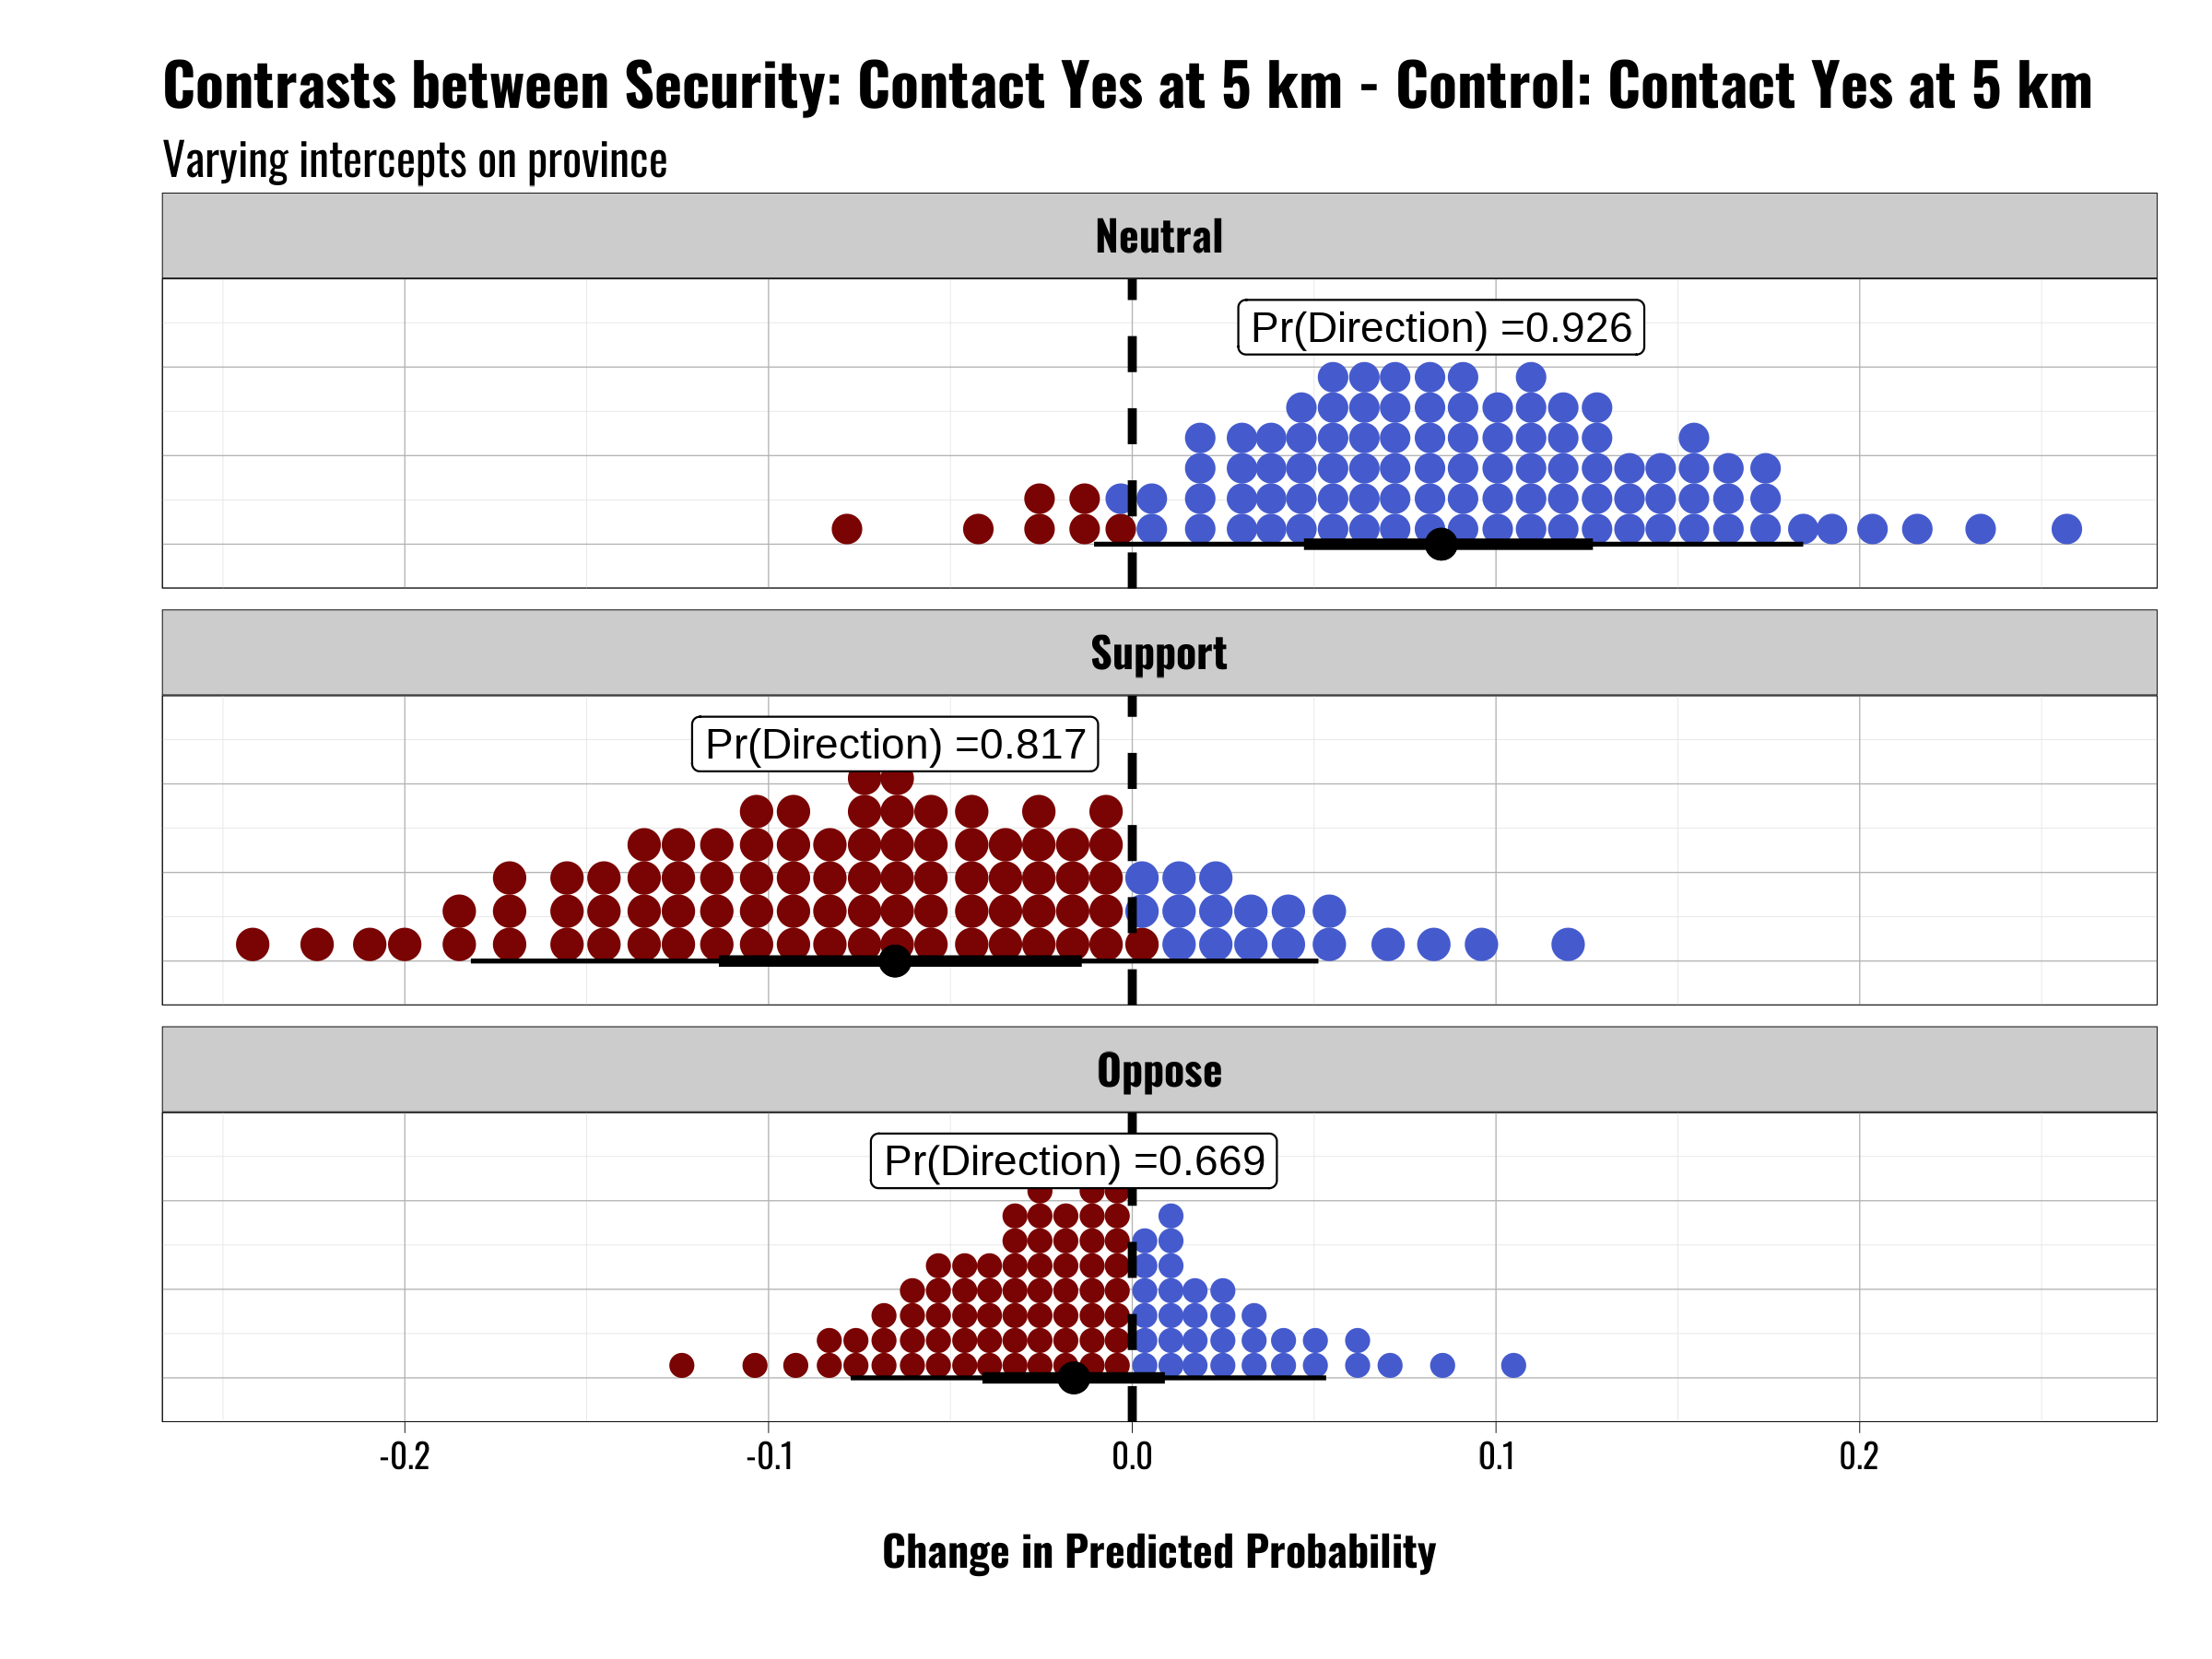 Contrasts between Security: Contact Yes at 5 km - Control: Contact Yes at 5 km
Varying intercepts on province
Neutral
Pr(Direction) =0.926
Support
Pr(Direction) =0.817
Oppose
Pr(Direction) =0.669
-0.2 -0.1 0.0 0.1 0.2
Change in Predicted Probability